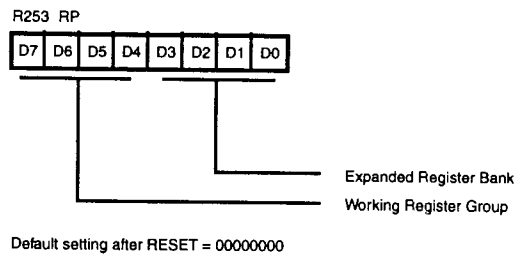 R253 RP
D7 D6 D5 D4 D3 D2 D1 D0
Expanded Register Bank
Working Register Group
Default setting after RESET = 00000000